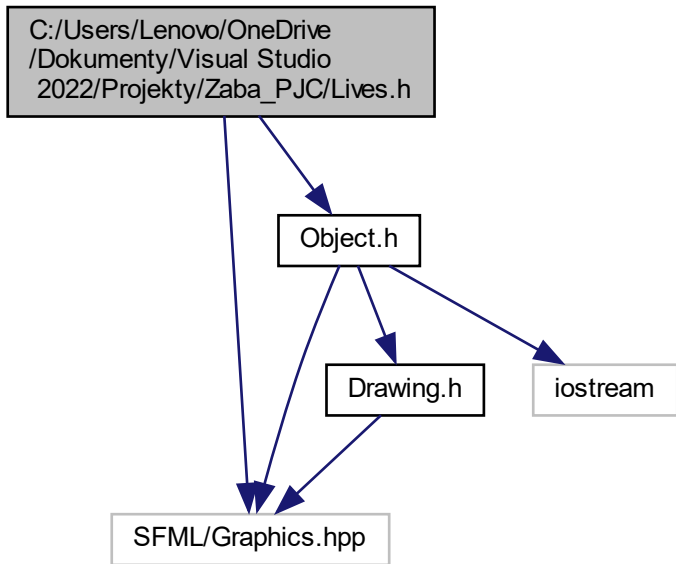 C:/Users/Lenovo/OneDrive
/Dokumenty/Visual Studio
2022/Projekty/Zaba_PJC/Lives.h
Object.h
Drawing.h
iostream
SFML/Graphics.hpp